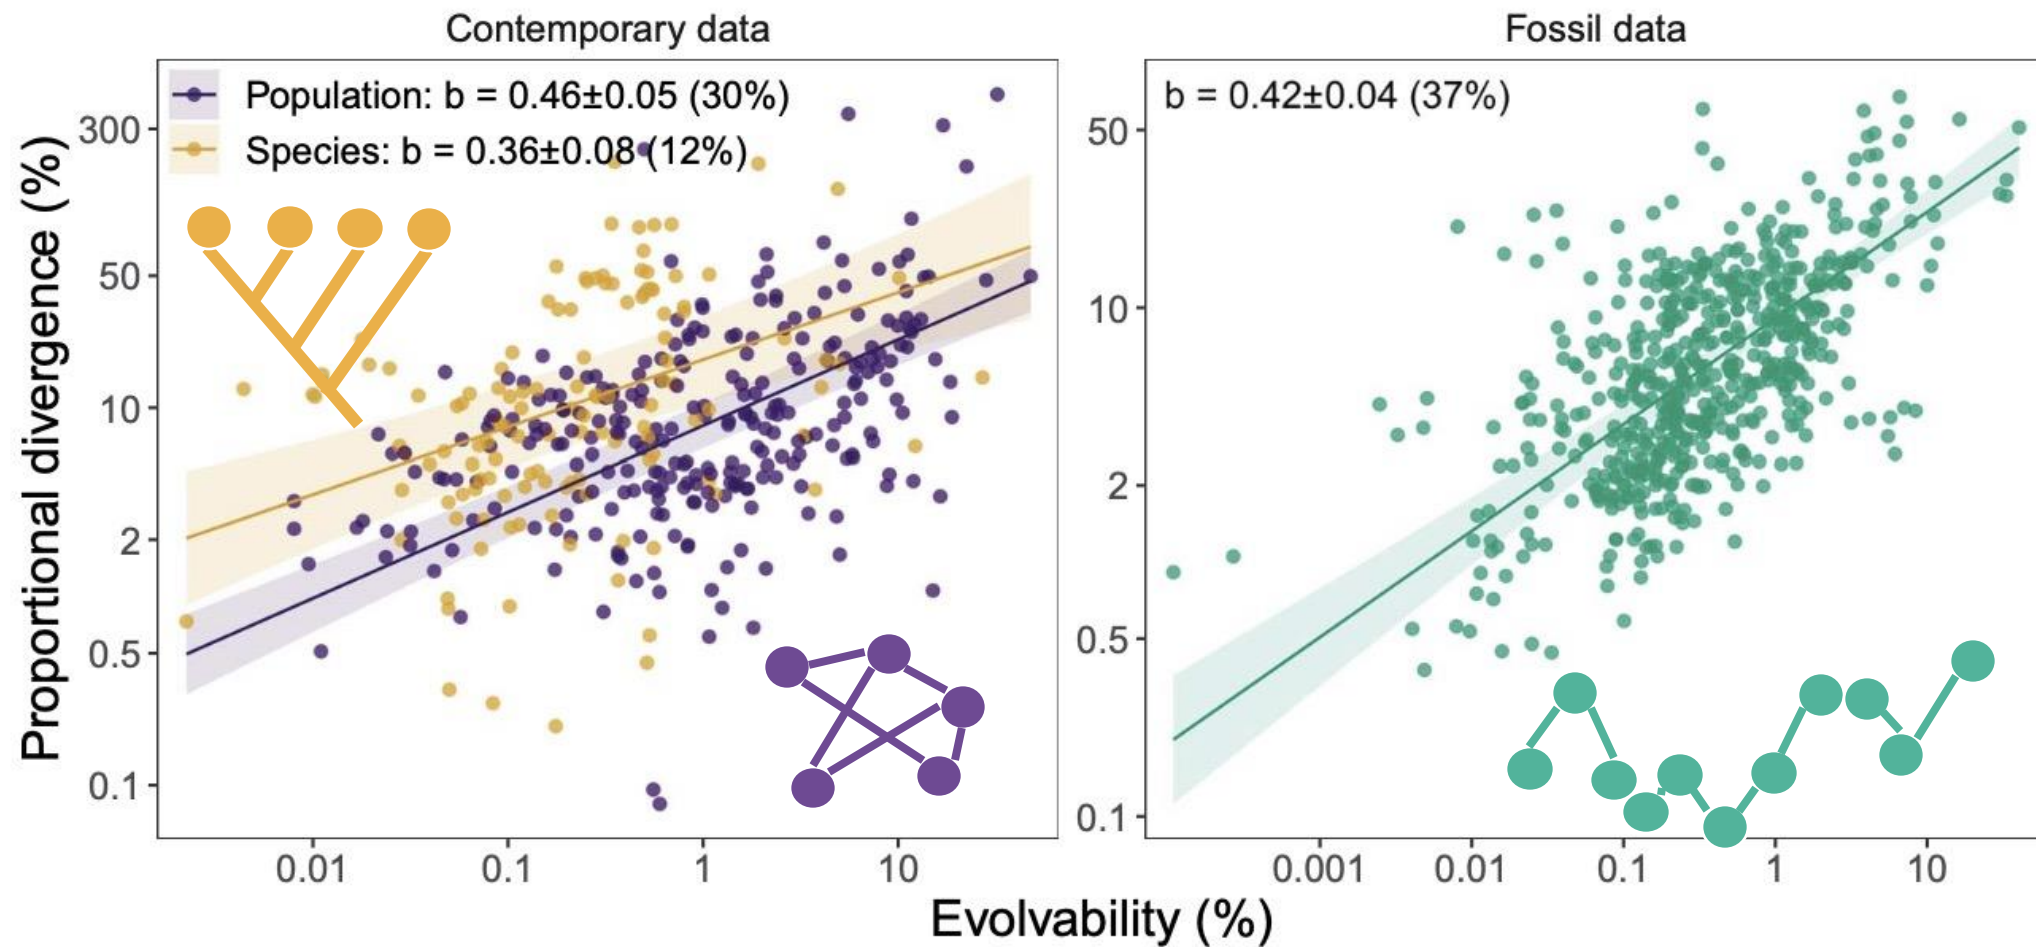 Contemporary data
Population: b = 0.46±0.05 (30%)
Species: b = 0.36±0.08 (12%)
Proportional divergence (%)
300
50
10
2
0.5
0.1
0.01
0.1
1
10
Fossil data
b = 0.42±0.04 (37%)
50
10
2
0.5
0.1
0.001
0.01
0.1
1
10
Evolvability (%)